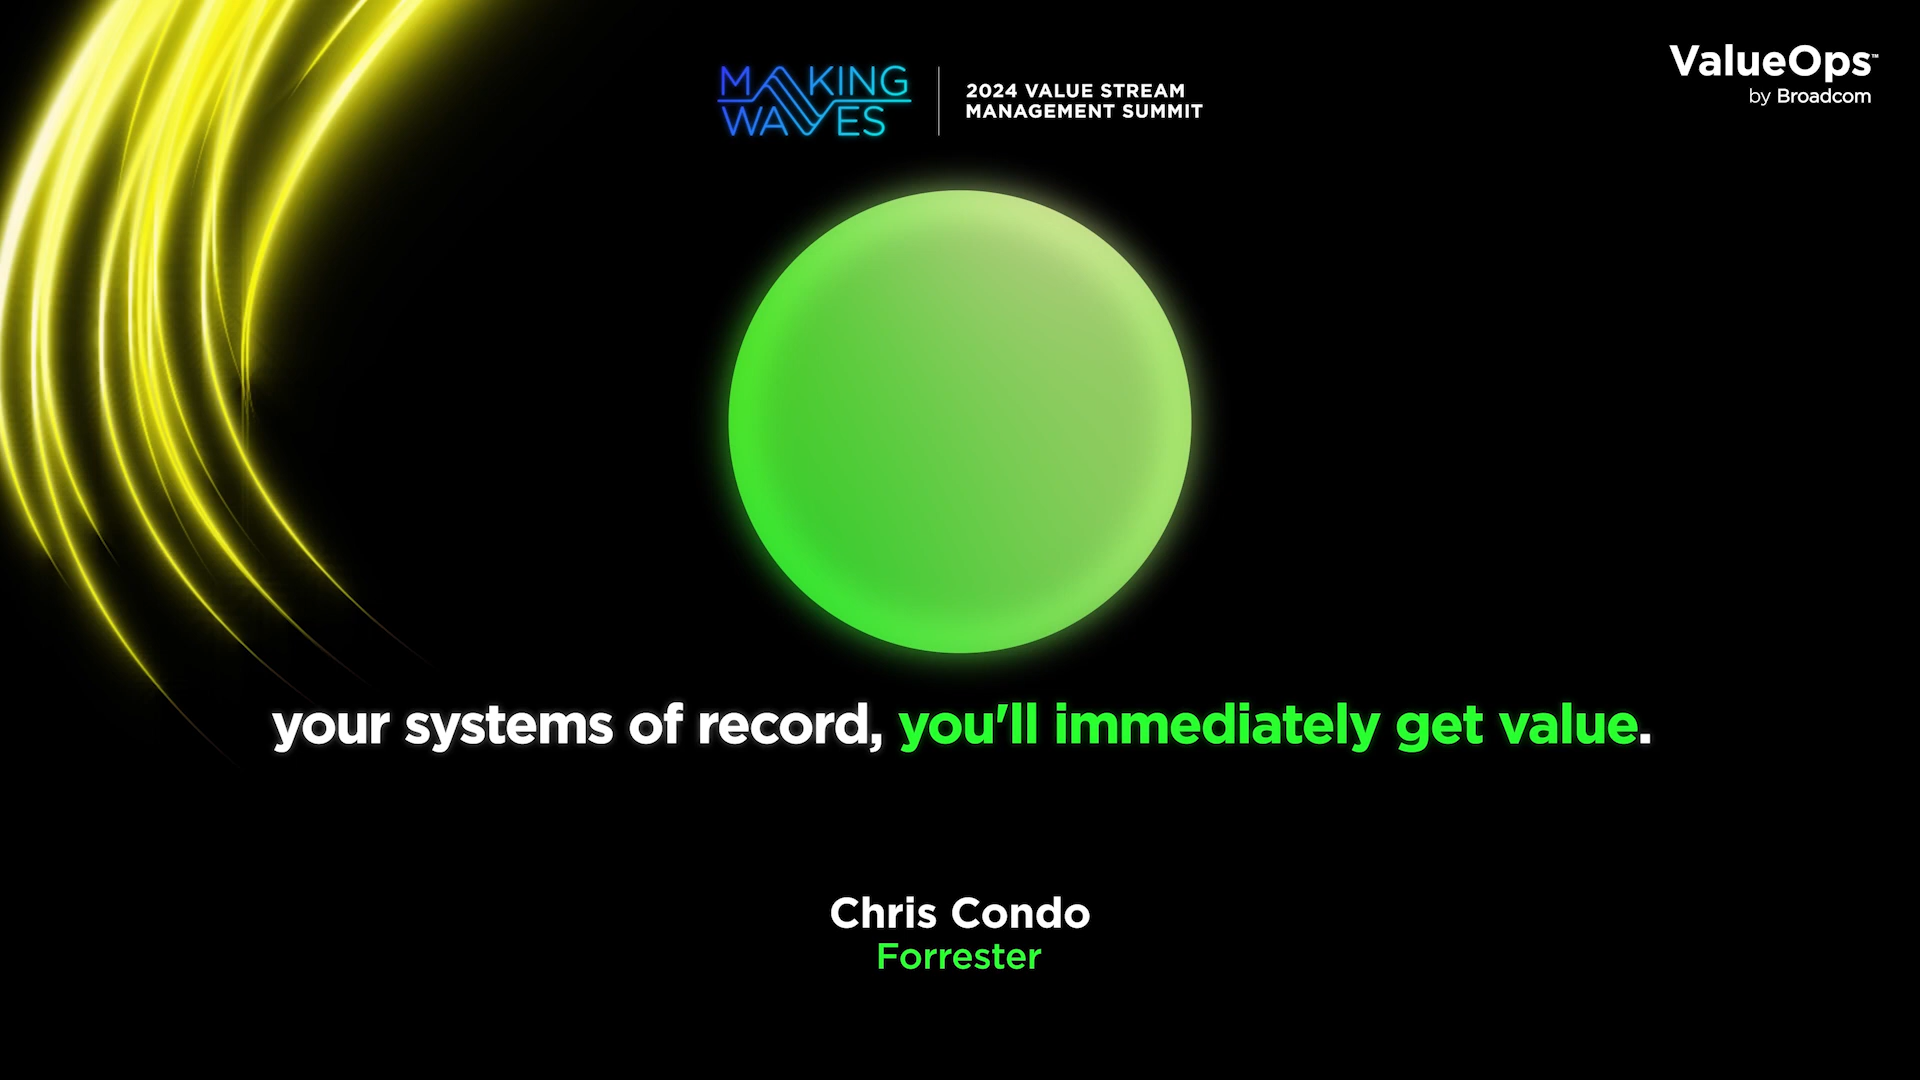 MAKING
WAVES
2024 VALUE STREAM
MANAGEMENT SUMMIT
ValueOps™
by Broadcom
your systems of record, you'll immediately get value.
Chris Condo
Forrester